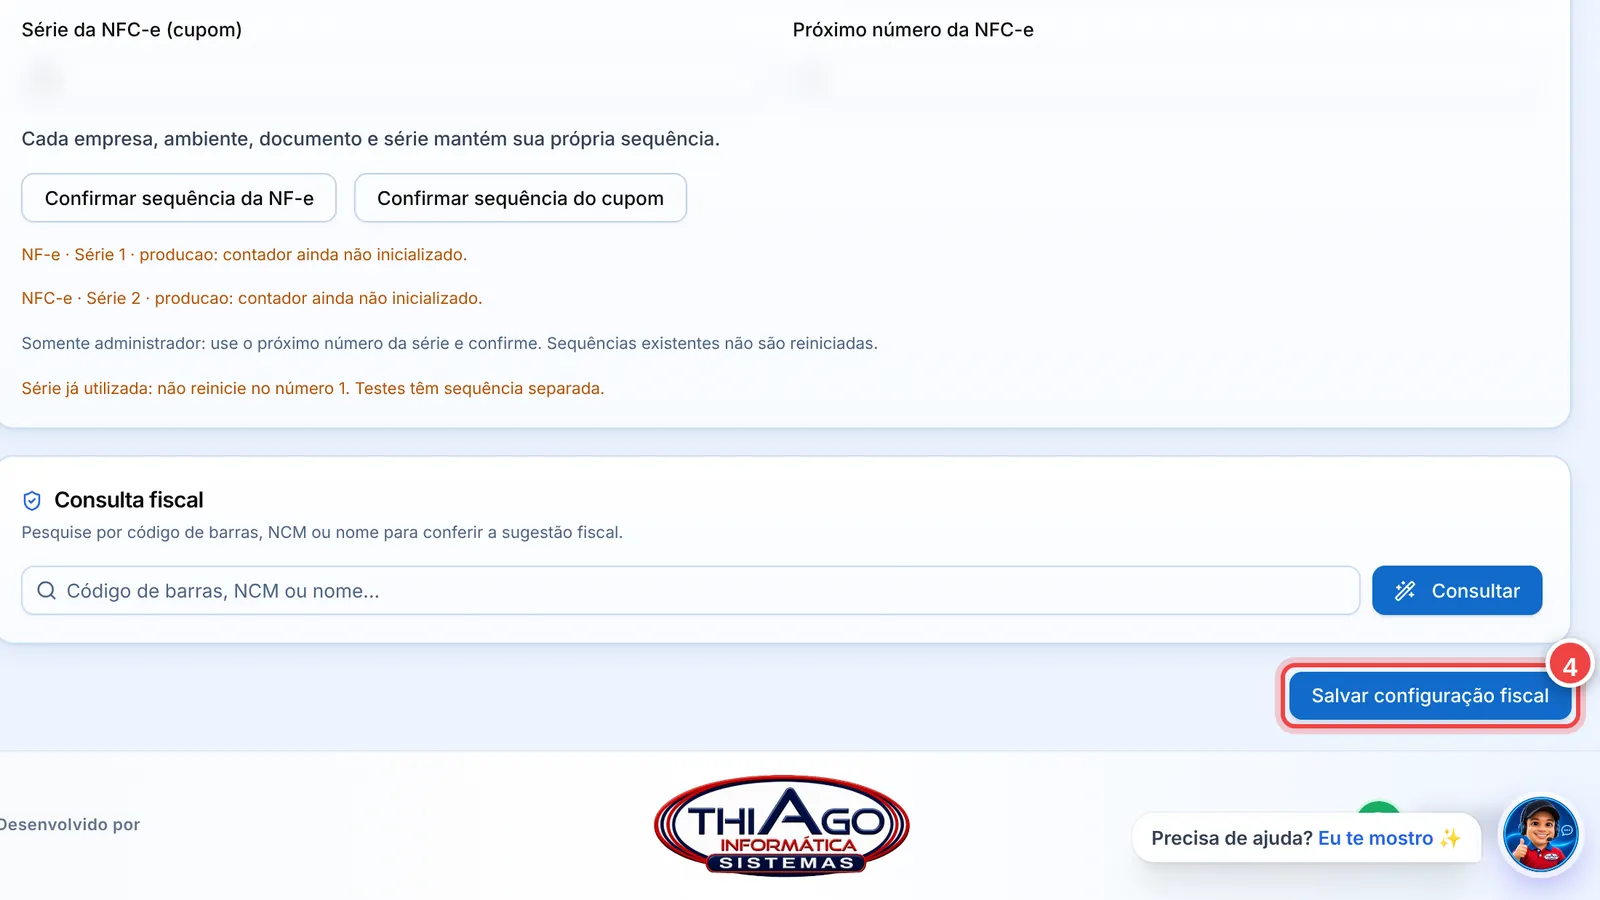 Série da NFC-e (cupom)
Próximo número da NFC-e
Cada empresa, ambiente, documento e série mantém sua própria sequência.
Confirmar sequência da NF-e
Confirmar sequência do cupom
NF-e · Série 1 · producao: contador ainda não inicializado.
NFC-e · Série 2 · producao: contador ainda não inicializado.
Somente administrador: use o próximo número da série e confirme. Sequências existentes não são reiniciadas.
Série já utilizada: não reinicie no número 1. Testes têm sequência separada.
Consulta fiscal
Pesquise por código de barras, NCM ou nome para conferir a sugestão fiscal.
Código de barras, NCM ou nome...
Consultar
4
Salvar configuração fiscal
Desenvolvido por
THIAGO
INFORMÁTICA
SISTEMAS
Precisa de ajuda? Eu te mostro ✨